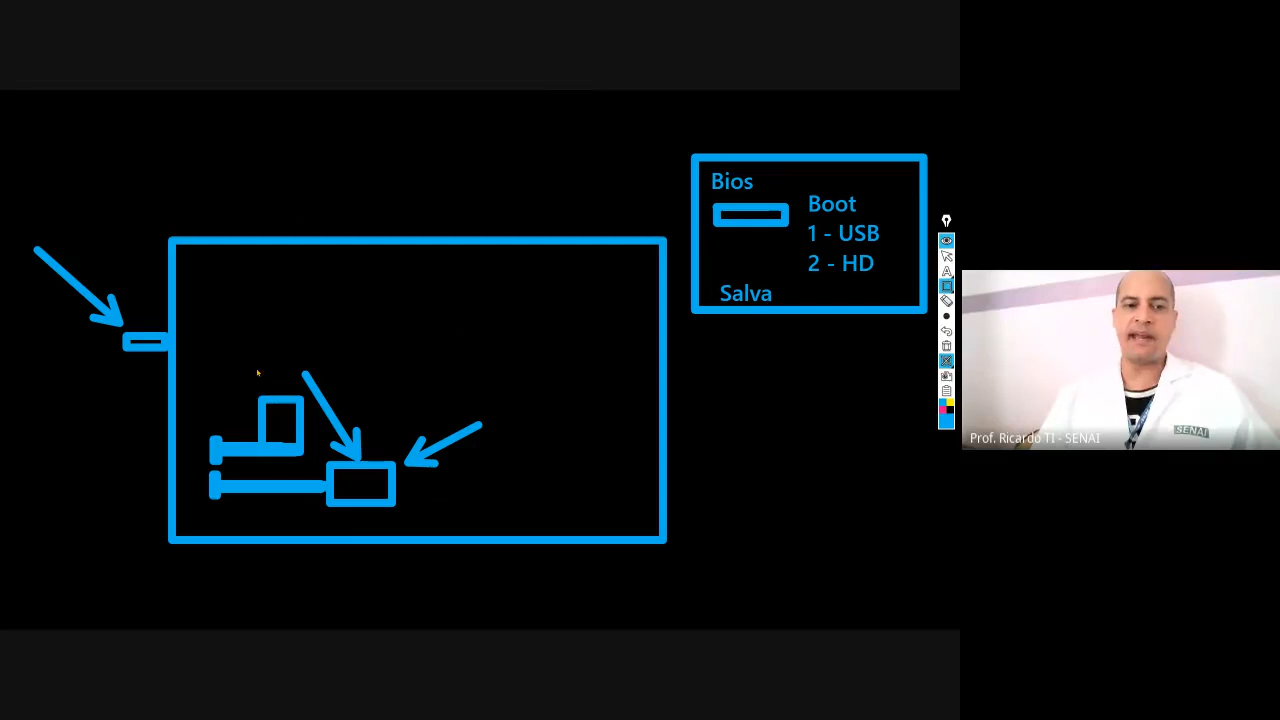 Bios
Boot
1 - USB
2 - HD
Salva
Prof. Ricardo TI - SENAI
SENAI